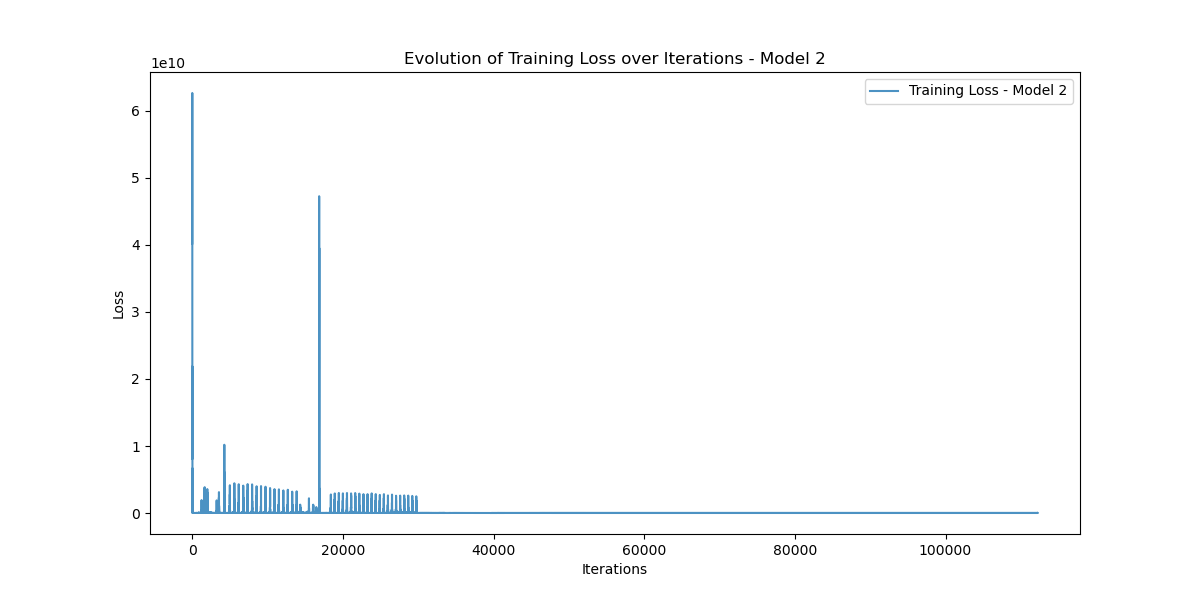 Evolution of Training Loss over Iterations - Model 2
1e10
Training Loss - Model 2
6
5
4
3
2
1
0
Loss
0 20000 40000 60000 80000 100000
Iterations